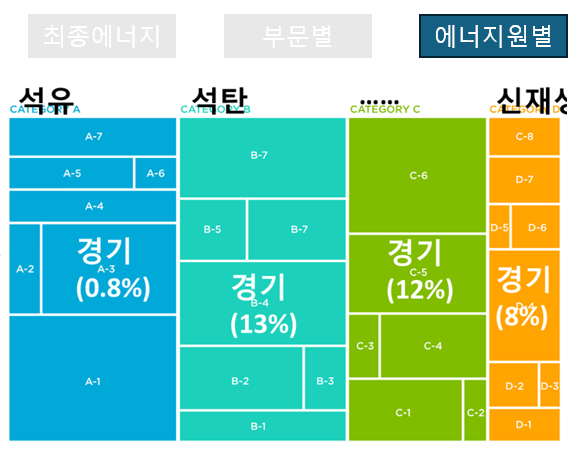 최종에너지 부문별 에너지원별
석유 석탄 ...... 신재생
CATEGORY A CATEGORY B CATEGORY C CATEGORY D
A-7
A-5 A-6
A-4
A-2 A-3
경기
(0.8%)
A-1
B-7
B-5 B-7
경기
B-4
(13%)
B-2 B-3
B-1
C-6
경기
C-5
(12%)
C-3 C-4
C-1 C-2
C-8
D-7
D-5 D-6
경기
D-4
(8%)
D-2 D-3
D-1